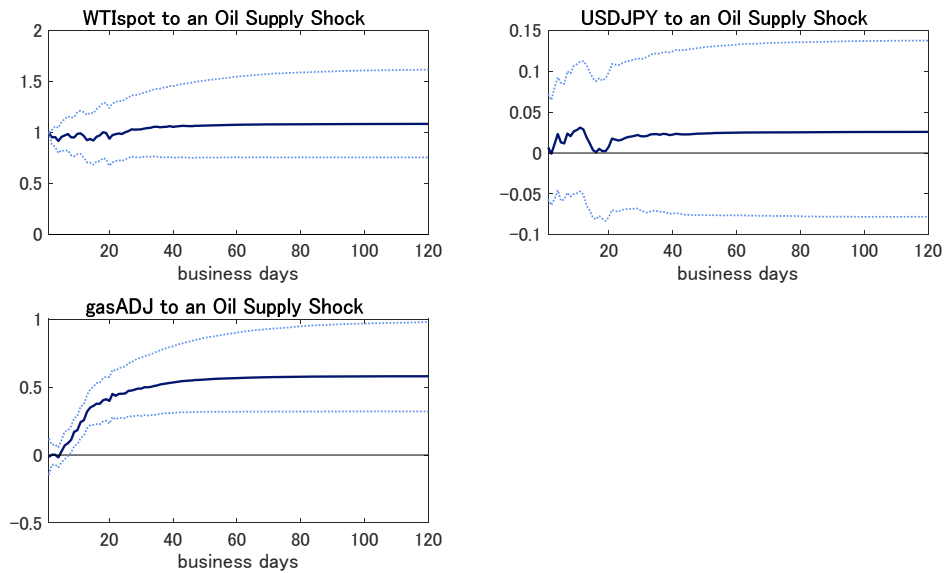 WTIspot to an Oil Supply Shock
2
1.5
1
0.5
0
20 40 60 80 100 120
business days
USDJPY to an Oil Supply Shock
0.15
0.1
0.05
0
−0.05
−0.1
20 40 60 80 100 120
business days
gasADJ to an Oil Supply Shock
1
0.5
0
−0.5
20 40 60 80 100 120
business days